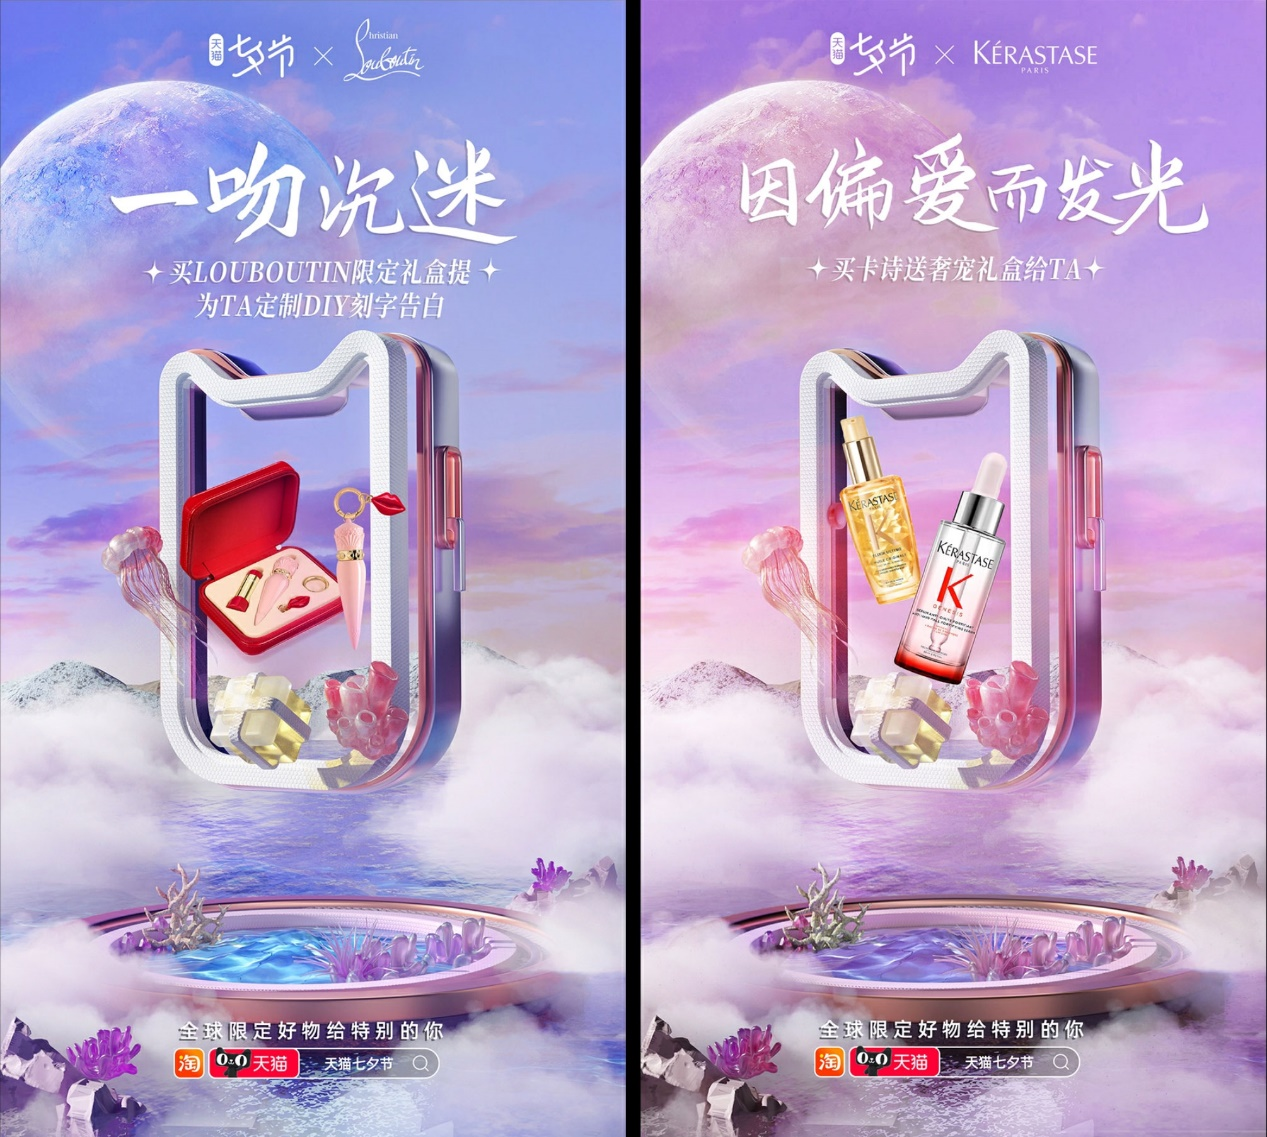 天猫 七夕节 × Christian Louboutin
一吻沉迷
买LOUBOUTIN限定礼盒提
为TA定制DIY刻字告白
全球限定好物给特别的你
淘 天猫 天猫七夕节
天猫 七夕节 × KÉRASTASE
PARIS
因偏爱而发光
买卡诗送奢宠礼盒给TA
KÉRASTASE
K
KÉRASTASE
PARIS
K
GENESIS
全球限定好物给特别的你
淘 天猫 天猫七夕节